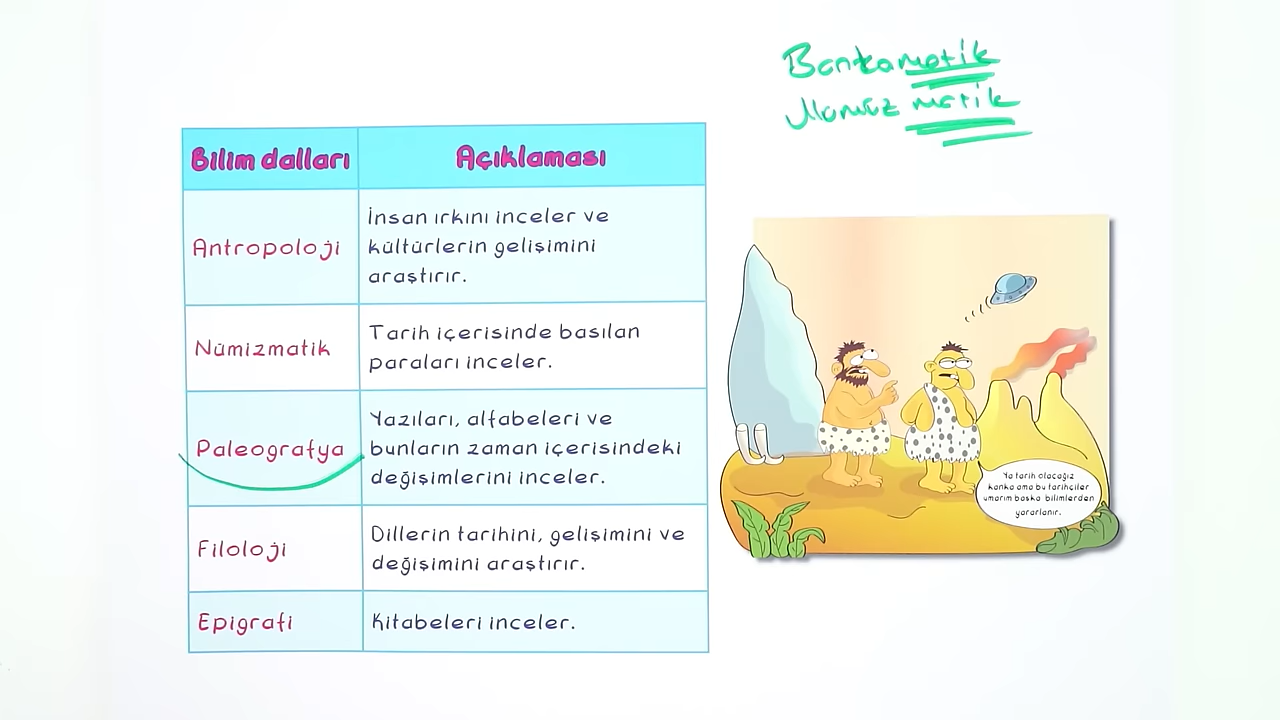 Bankamatik
Nümizmatik
Bilim dalları
Açıklaması
Antropoloji
İnsan ırkını inceler ve
kültürlerin gelişimini
araştırır.
Nümizmatik
Tarih içerisinde basılan
paraları inceler.
Paleografya
Yazıları, alfabeleri ve
bunların zaman içerisindeki
değişimlerini inceler.
Filoloji
Dillerin tarihini, gelişimini ve
değişimini araştırır.
Epigrafi
Kitabeleri inceler.
Ya tarih olacağız
kanka ama bu tarihçiler
umarım başka bilimlerden
yararlanır.